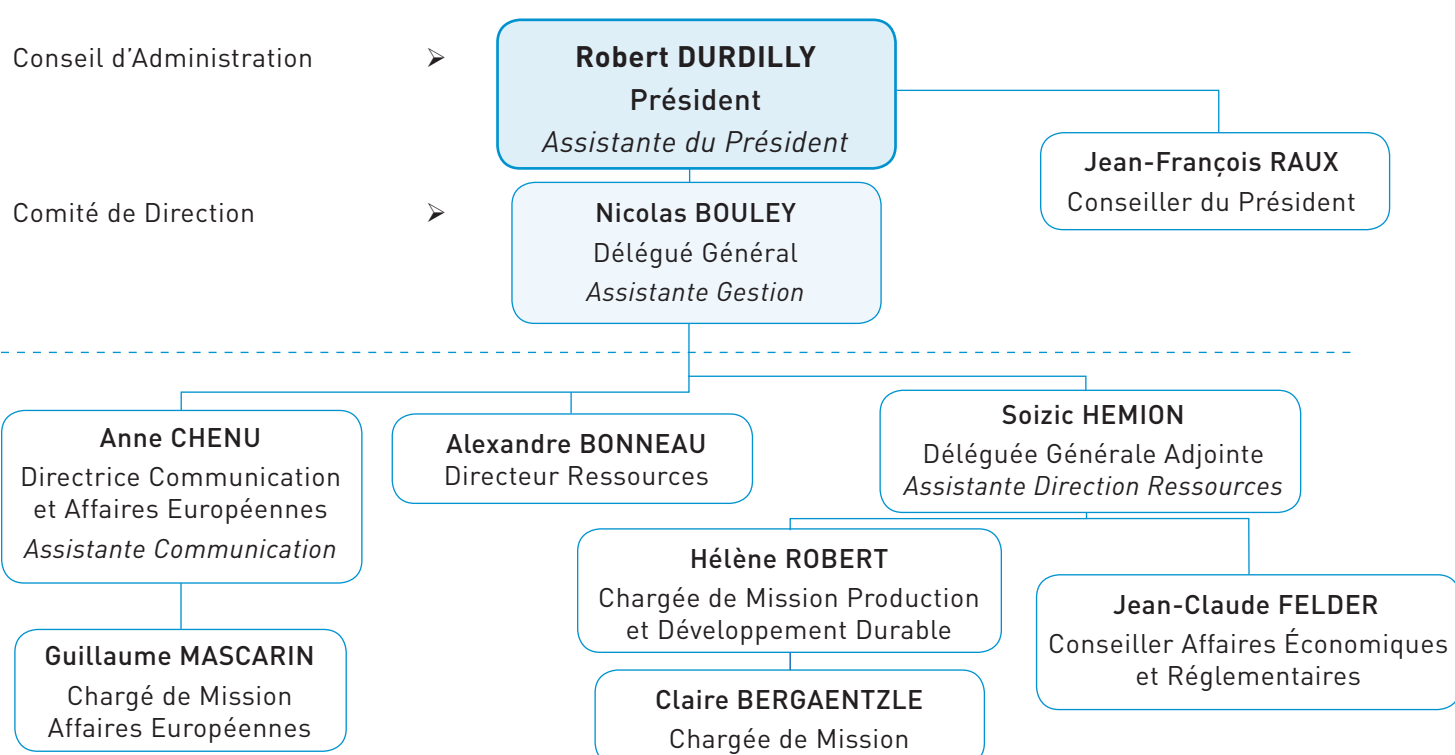 Conseil d'Administration ➢
Robert DURDILLY
Président
Assistante du Président
Jean-François RAUX
Conseiller du Président
Comité de Direction ➢
Nicolas BOULEY
Délégué Général
Assistante Gestion
Anne CHENU
Directrice Communication
et Affaires Européennes
Assistante Communication
Alexandre BONNEAU
Directeur Ressources
Soizic HEMION
Déléguée Générale Adjointe
Assistante Direction Ressources
Guillaume MASCARIN
Chargé de Mission
Affaires Européennes
Hélène ROBERT
Chargée de Mission Production
et Développement Durable
Claire BERGAENTZLE
Chargée de Mission
Jean-Claude FELDER
Conseiller Affaires Économiques
et Réglementaires